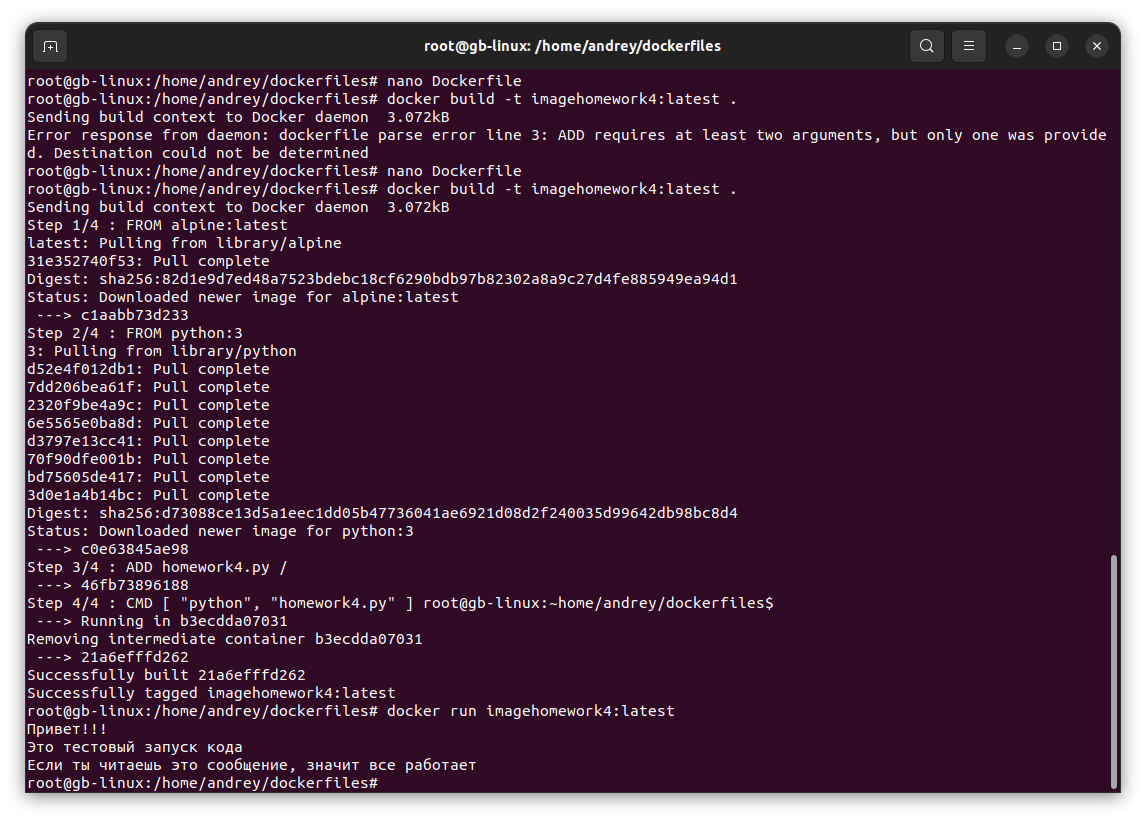 root@gb-linux: /home/andrey/dockerfiles
root@gb-linux:/home/andrey/dockerfiles# nano Dockerfile
root@gb-linux:/home/andrey/dockerfiles# docker build -t imagehomework4:latest .
Sending build context to Docker daemon  3.072kB
Error response from daemon: dockerfile parse error line 3: ADD requires at least two arguments, but only one was provide
d. Destination could not be determined
root@gb-linux:/home/andrey/dockerfiles# nano Dockerfile
root@gb-linux:/home/andrey/dockerfiles# docker build -t imagehomework4:latest .
Sending build context to Docker daemon  3.072kB
Step 1/4 : FROM alpine:latest
latest: Pulling from library/alpine
31e352740f53: Pull complete
Digest: sha256:82d1e9d7ed48a7523bdebc18cf6290bdb97b82302a8a9c27d4fe885949ea94d1
Status: Downloaded newer image for alpine:latest
 ---> c1aabb73d233
Step 2/4 : FROM python:3
3: Pulling from library/python
d52e4f012db1: Pull complete
7dd206bea61f: Pull complete
2320f9be4a9c: Pull complete
6e5565e0ba8d: Pull complete
d3797e13cc41: Pull complete
70f90dfe001b: Pull complete
bd75605de417: Pull complete
3d0e1a4b14bc: Pull complete
Digest: sha256:d73088ce13d5a1eec1dd05b47736041ae6921d08d2f240035d99642db98bc8d4
Status: Downloaded newer image for python:3
 ---> c0e63845ae98
Step 3/4 : ADD homework4.py /
 ---> 46fb73896188
Step 4/4 : CMD [ "python", "homework4.py" ] root@gb-linux:~home/andrey/dockerfiles$
 ---> Running in b3ecdda07031
Removing intermediate container b3ecdda07031
 ---> 21a6efffd262
Successfully built 21a6efffd262
Successfully tagged imagehomework4:latest
root@gb-linux:/home/andrey/dockerfiles# docker run imagehomework4:latest
Привет!!!
Это тестовый запуск кода
Если ты читаешь это сообщение, значит все работает
root@gb-linux:/home/andrey/dockerfiles#